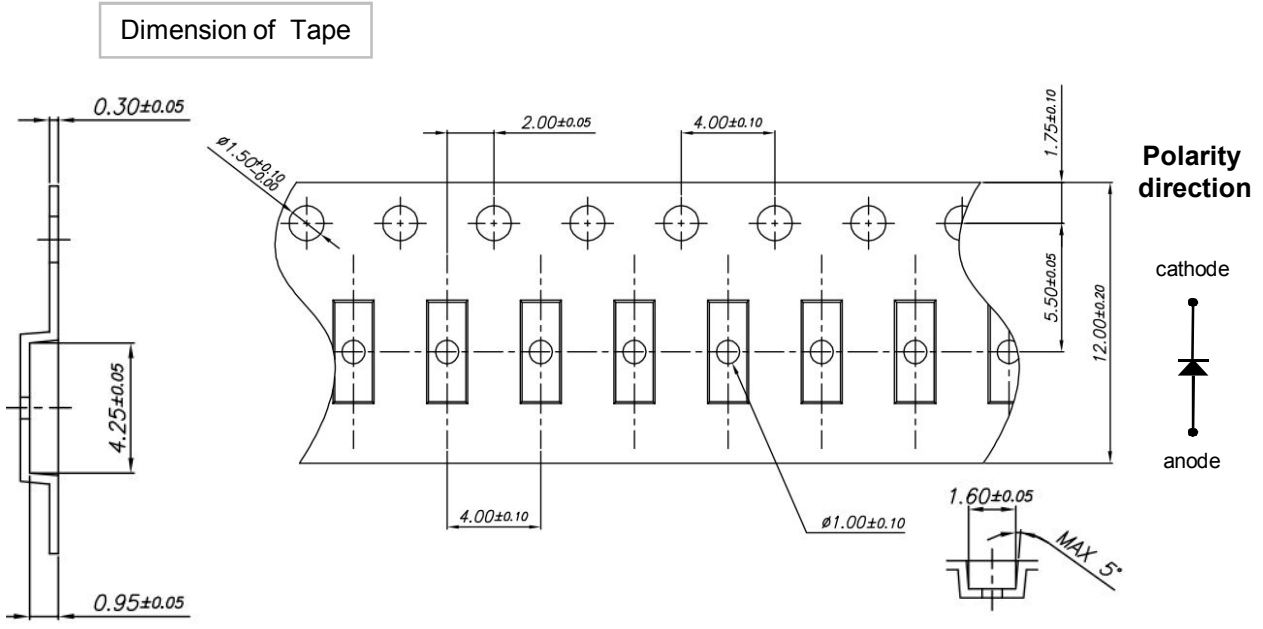 Dimension of Tape
0.30±0.05
2.00±0.05
4.00±0.10
1.75±0.10
ø1.50+0.10
-0.00
Polarity
direction
cathode
5.50±0.05
12.00±0.20
4.25±0.05
anode
4.00±0.10
ø1.00±0.10
1.60±0.05
MAX 5°
0.95±0.05